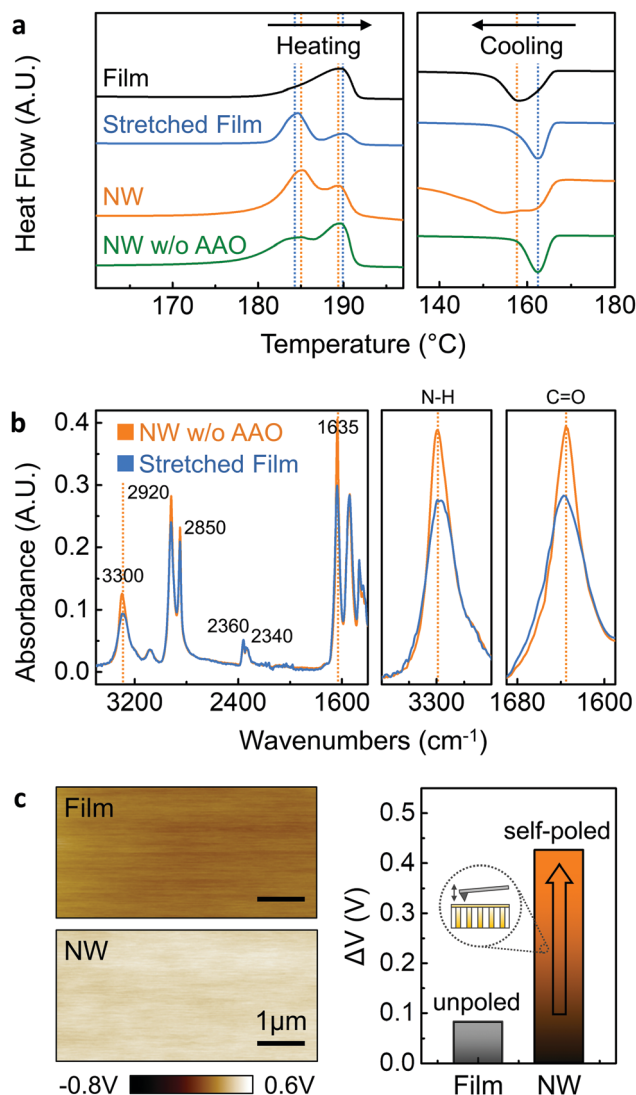 a
Heating
Cooling
Film
Stretched Film
NW
NW w/o AAO
Heat Flow (A.U.)
170
180
190
140
160
180
Temperature (°C)
b
N-H
C=O
0.4
0.3
0.2
0.1
0.0
Absorbance (A.U.)
NW w/o AAO
Stretched Film
1635
2920
2850
3300
2360
2340
3200
2400
1600
3300
1680
1600
Wavenumbers (cm-1)
c
Film
NW
1µm
-0.8V
0.6V
0.5
0.4
0.3
0.2
0.1
0.0
ΔV (V)
self-poled
unpoled
Film
NW